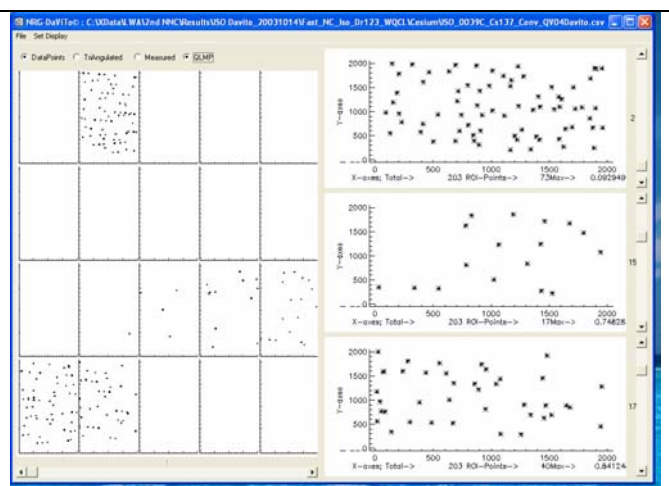 NRG-DaViTo© : C:\XData\LWA\2nd NNC\Results\ISO Davito_20031014\Fast_NC_Iso_Dr123_WQCL\Cesium\ISO_0039C_Cs137_Conv_QV04Davito.csv
File Set Display
DataPoints TriAngulated Measured QLMP
2000
1500
1000
500
0
Y-axes
0 500 1000 1500 2000
X-axes; Total-> 203 ROI-Points-> 73Max-> 0.092949
2
2000
1500
1000
500
0
Y-axes
0 500 1000 1500 2000
X-axes; Total-> 203 ROI-Points-> 17Max->
15
2000
1500
1000
500
0
Y-axes
0 500 1000 1500 2000
X-axes; Total-> 203 ROI-Points-> 40Max-> 0.84124
17